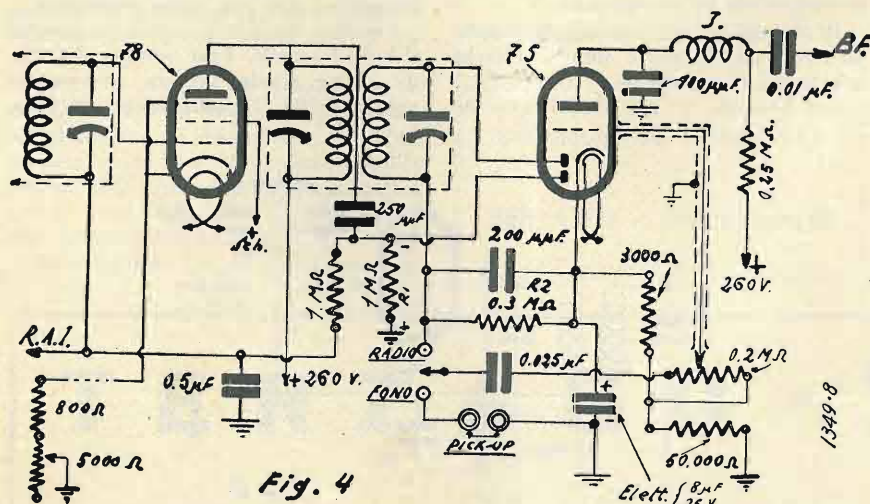 78
75
J.
BF.
100 µµF.
0.01 µF.
0,25 MΩ
+
260 V.
+
Sch.
250 µµF.
1 MΩ
1 MΩ
R1
-
+
200 µµF.
R2
0.3 MΩ
3000 Ω
R.A.I.
0.5 µF
+ 260 V.
RADIO
FONO
0.025 µF
0.2 MΩ
+
800 Ω
5000 Ω
PICK-UP
50.000 Ω
Fig. 4
Elett. { 8 µF
25 V.
1349-8